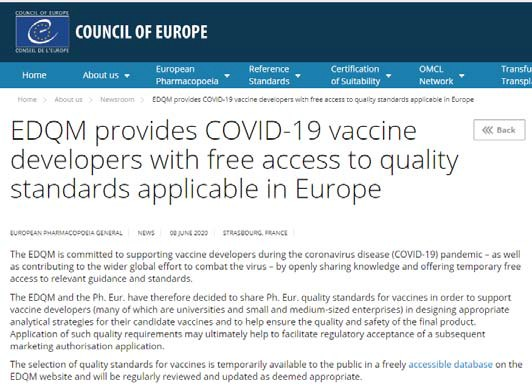 COUNCIL OF EUROPE
CONSEIL DE L'EUROPE
COUNCIL OF EUROPE
Home
About us
European
Pharmacopoeia
Reference
Standards
Certification
of Suitability
OMCL
Network
Transfu
Transpl
Home > About us > Newsroom > EDQM provides COVID-19 vaccine developers with free access to quality standards applicable in Europe
EDQM provides COVID-19 vaccine
developers with free access to quality
standards applicable in Europe
Back
EUROPEAN PHARMACOPOEIA GENERAL | NEWS | 08 JUNE 2020 | STRASBOURG, FRANCE
The EDQM is committed to supporting vaccine developers during the coronavirus disease (COVID-19) pandemic – as well
as contributing to the wider global effort to combat the virus – by openly sharing knowledge and offering temporary free
access to relevant guidance and standards.
The EDQM and the Ph. Eur. have therefore decided to share Ph. Eur. quality standards for vaccines in order to support
vaccine developers (many of which are universities and small and medium-sized enterprises) in designing appropriate
analytical strategies for their candidate vaccines and to help ensure the quality and safety of the final product.
Application of such quality requirements may ultimately help to facilitate regulatory acceptance of a subsequent
marketing authorisation application.
The selection of quality standards for vaccines is temporarily available to the public in a freely accessible database on the
EDQM website and will be regularly reviewed and updated as deemed appropriate.